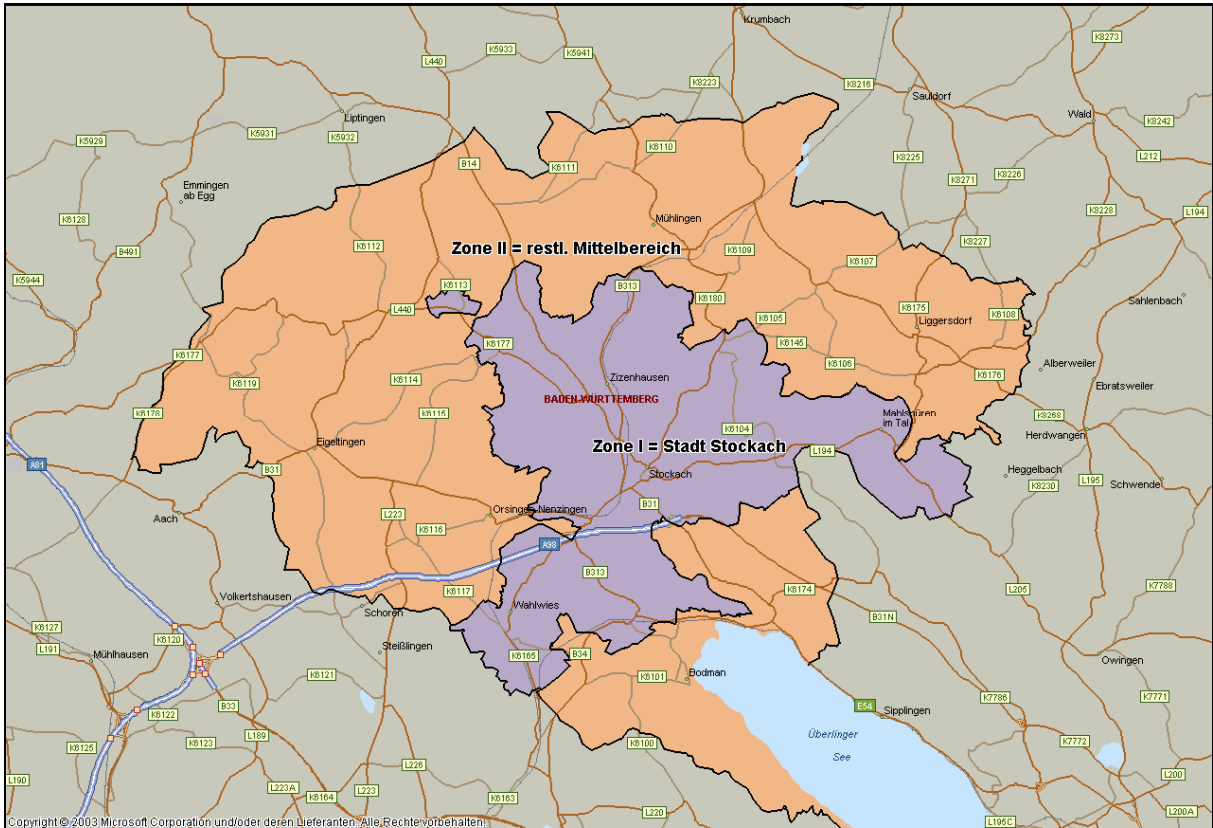 Krumbach
K5933
K5941
K8273
L440
K8223
K8216
Sauldorf
Liptingen
Wald
K8242
K5929
K5931
K5932
K6110
L212
B14
K6111
K8225
K8226
K8271
Emmingen
ab Egg
K6128
Mühlingen
K8228
L194
K6112
B491
Zone II = restl. Mittelbereich
K6109
K8227
K6107
K5944
K6113
B313
Sahlenbach
K6180
L440
K6175
K6108
K6105
Liggersdorf
K6177
K6177
K6145
K6106
K6176
Alberweiler
K6119
K6114
Zizenhausen
Ebratsweiler
BADEN-WÜRTTEMBERG
K6178
K6115
Mahlspüren
im Tal
K8268
K6104
Herdwangen
Eigeltingen
Zone I = Stadt Stockach
L194
A81
B31
Stockach
Heggelbach
L195
K8230
Schwende
B31
L223
Orsingen-Nenzingen
Aach
K6116
A98
B313
K7788
K6117
K6174
L205
Volkertshausen
Schoren
Wahlwies
B31N
K6127
K6120
L191
Steißlingen
Mühlhausen
K6165
B34
Owingen
K6121
K6101
Bodman
K7786
K7771
B33
E54
Sipplingen
K6122
L189
K6125
K6123
K6100
Überlinger
See
K7772
L190
L226
L200
L223A
L223
K6164
K6163
L220
L200A
L195C
Copyright © 2003 Microsoft Corporation und/oder deren Lieferanten. Alle Rechte vorbehalten.